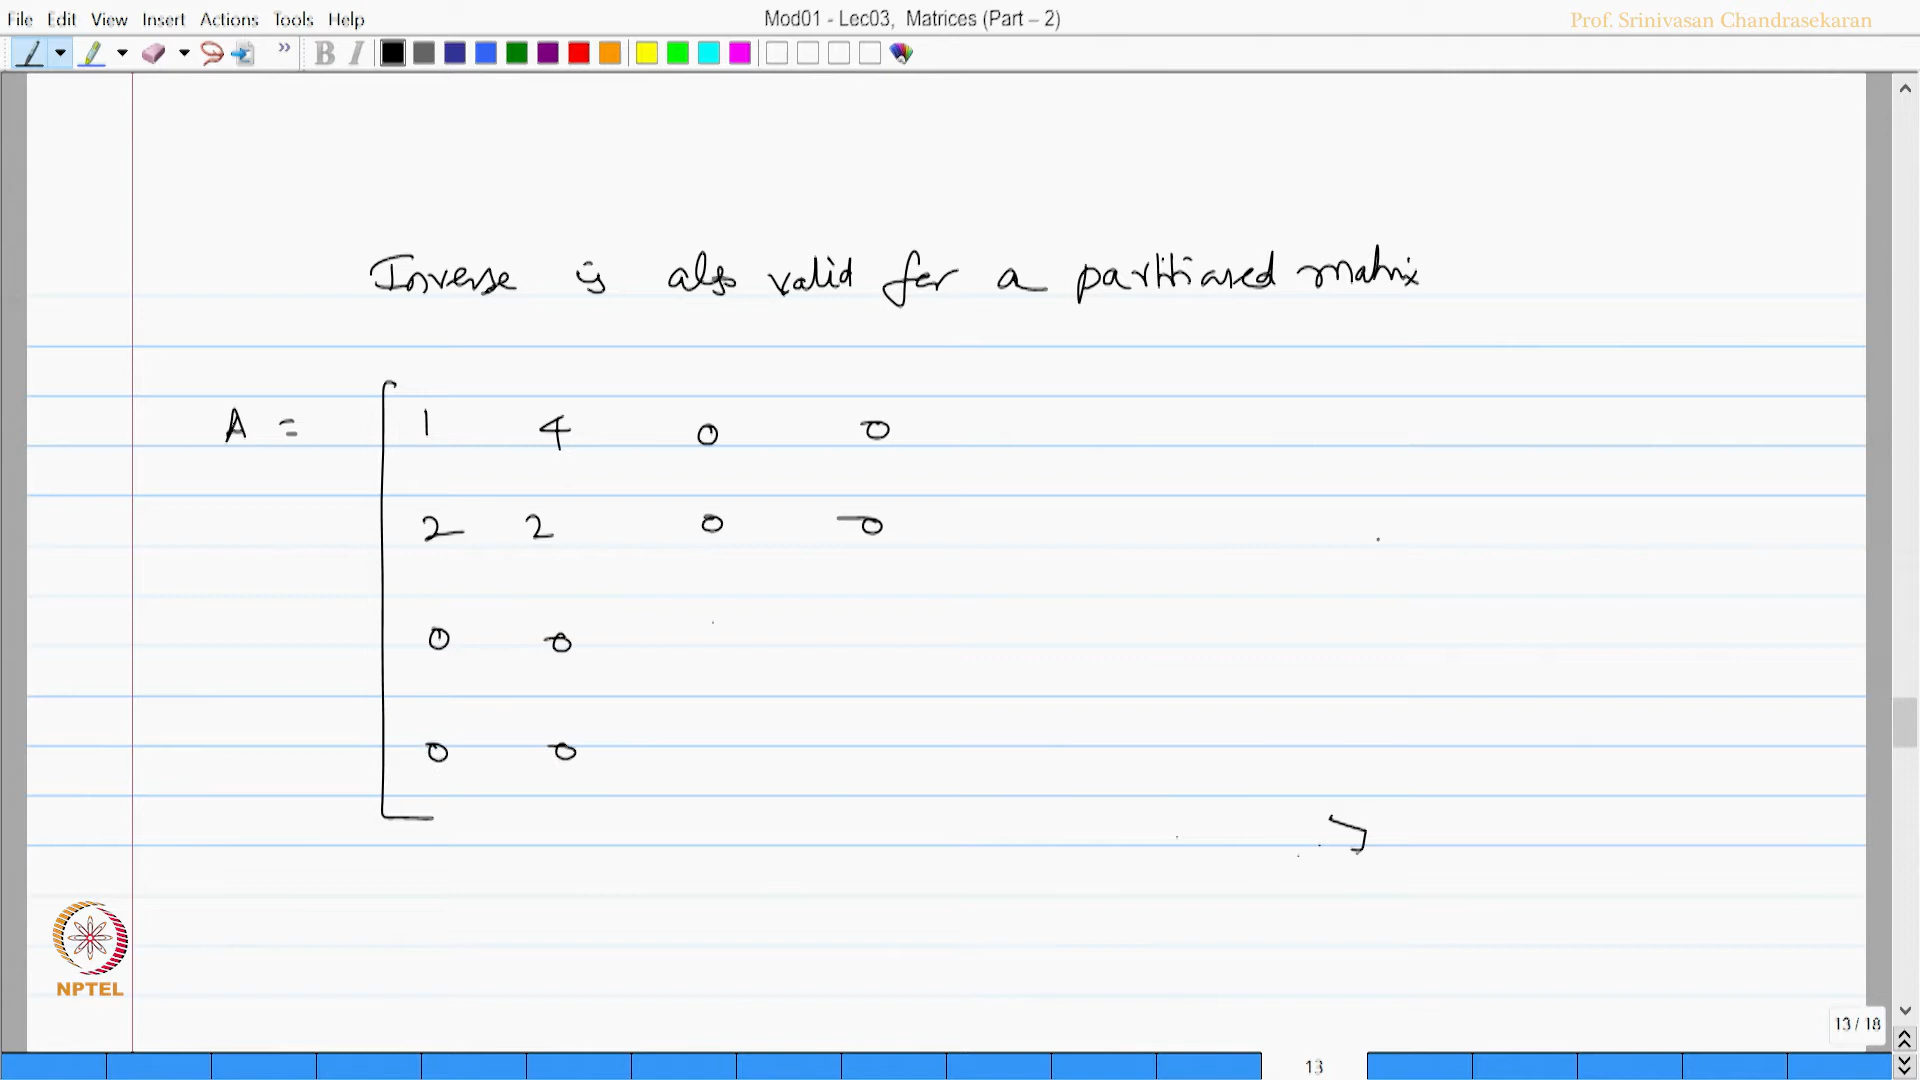 File Edit View Insert Actions Tools Help
Mod01 - Lec03, Matrices (Part – 2)
Prof. Srinivasan Chandrasekaran
B I
Inverse is also valid for a partitioned matrix
A = 1 4 0 0
2 2 0 0
0 0
0 0
NPTEL
13 / 18
13